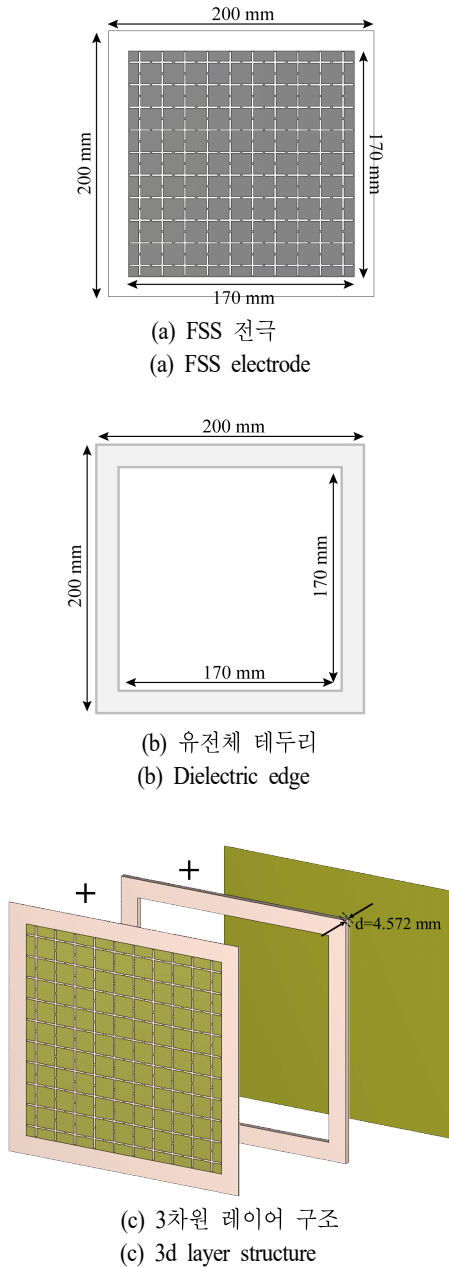 200 mm
200 mm
170 mm
170 mm
(a) FSS 전극
(a) FSS electrode
200 mm
200 mm
170 mm
170 mm
(b) 유전체 테두리
(b) Dielectric edge
+
+
d=4.572 mm
(c) 3차원 레이어 구조
(c) 3d layer structure